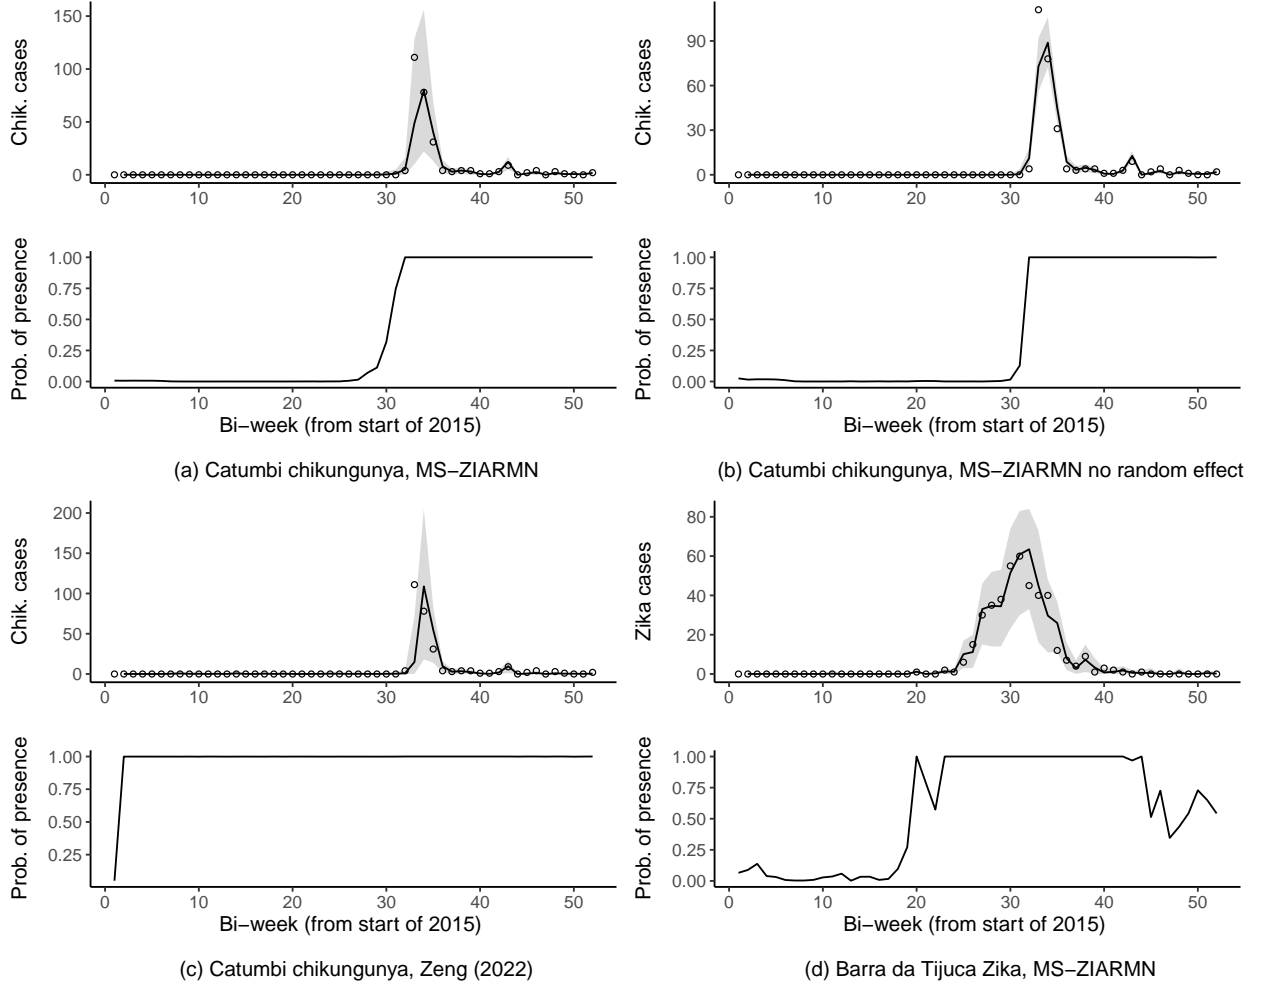 Chik. cases
150
100
50
0
0 10 20 30 40 50
Prob. of presence
1.00
0.75
0.50
0.25
0.00
0 10 20 30 40 50
Bi−week (from start of 2015)
(a) Catumbi chikungunya, MS−ZIARMN
Chik. cases
90
60
30
0
0 10 20 30 40 50
Prob. of presence
1.00
0.75
0.50
0.25
0.00
0 10 20 30 40 50
Bi−week (from start of 2015)
(b) Catumbi chikungunya, MS−ZIARMN no random effect
Chik. cases
200
150
100
50
0
0 10 20 30 40 50
Prob. of presence
1.00
0.75
0.50
0.25
0 10 20 30 40 50
Bi−week (from start of 2015)
(c) Catumbi chikungunya, Zeng (2022)
Zika cases
80
60
40
20
0
0 10 20 30 40 50
Prob. of presence
1.00
0.75
0.50
0.25
0.00
0 10 20 30 40 50
Bi−week (from start of 2015)
(d) Barra da Tijuca Zika, MS−ZIARMN